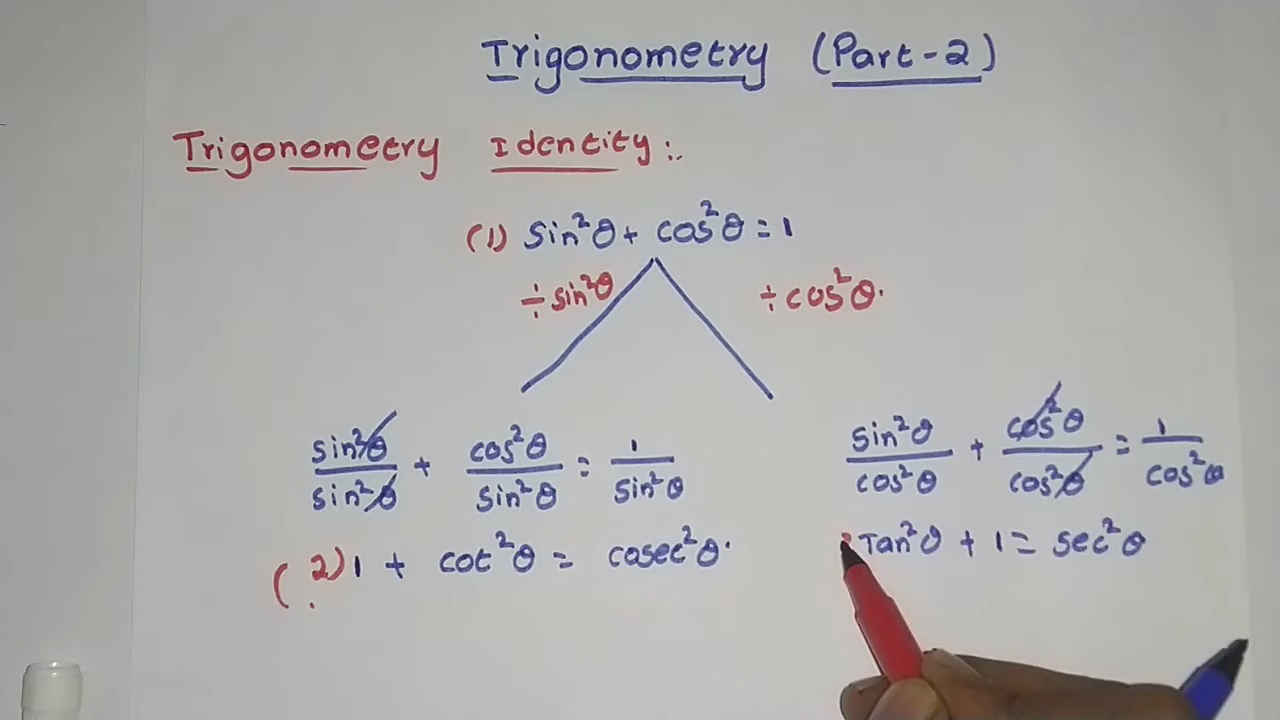 Trigonometry (Part-2)
Trigonometry Identity:
(1) sin²θ + cos²θ = 1
÷sin²θ ÷cos²θ
sin²θ/sin²θ + cos²θ/sin²θ = 1/sin²θ
sin²θ/cos²θ + cos²θ/cos²θ = 1/cos²θ
(2) 1 + cot²θ = cosec²θ
Tan²θ + 1 = sec²θ